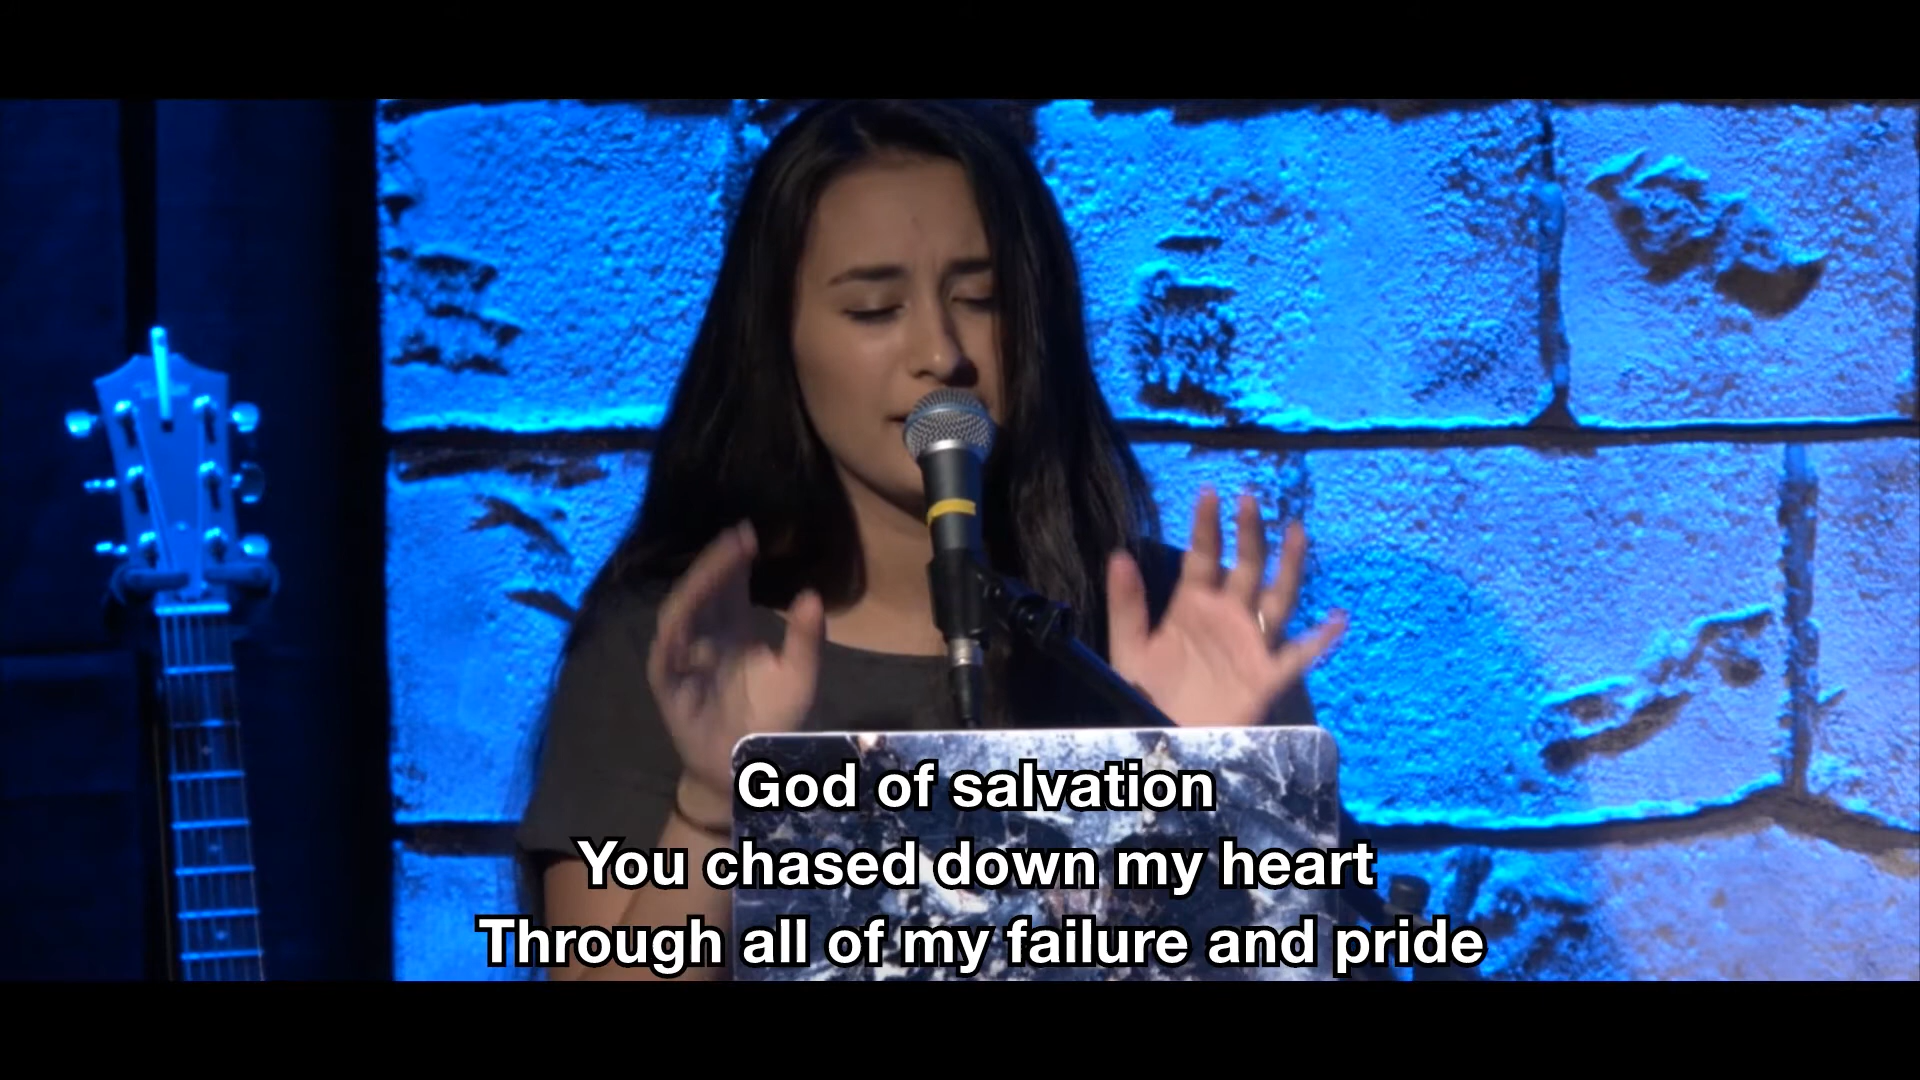 God of salvation
You chased down my heart
Through all of my failure and pride